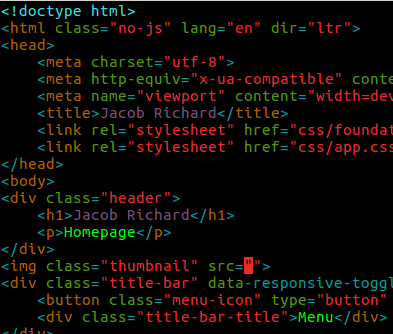 <!doctype html>
<html class="no-js" lang="en" dir="ltr">
<head>
<meta charset="utf-8">
<meta http-equiv="x-ua-compatible" conte
<meta name="viewport" content="width=dev
<title>Jacob Richard</title>
<link rel="stylesheet" href="css/foundat
<link rel="stylesheet" href="css/app.css
</head>
<body>
<div class="header">
<h1>Jacob Richard</h1>
<p>Homepage</p>
</div>
<img class="thumbnail" src="">
<div class="title-bar" data-responsive-toggl
<button class="menu-icon" type="button"
<div class="title-bar-title">Menu</div>
</div>